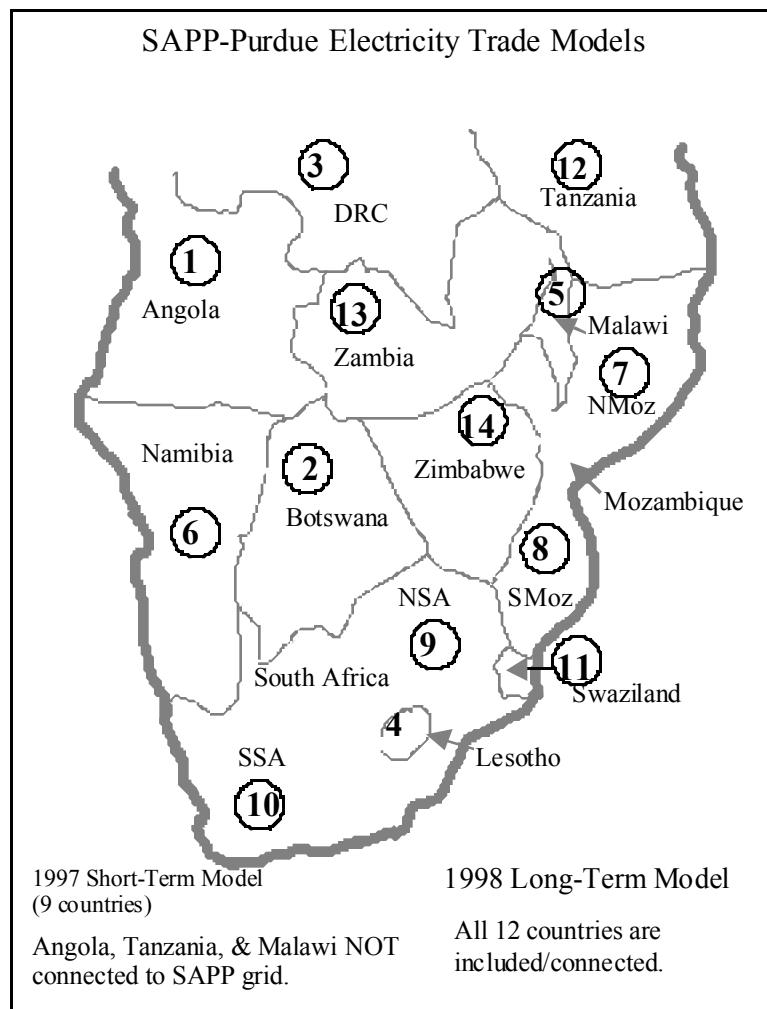 SAPP-Purdue Electricity Trade Models
3
12
DRC
Tanzania
1
Angola
5
13
Malawi
Zambia
7
NMoz
14
Namibia
2
Zimbabwe
Mozambique
Botswana
6
8
NSA
SMoz
9
11
South Africa
Swaziland
4
SSA
Lesotho
10
1997 Short-Term Model
(9 countries)
Angola, Tanzania, & Malawi NOT
connected to SAPP grid.
1998 Long-Term Model
All 12 countries are
included/connected.